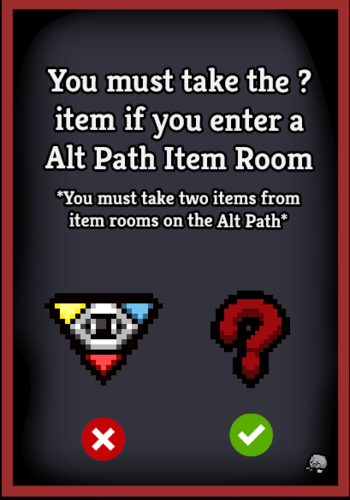 You must take the ?
item if you enter a
Alt Path Item Room
*You must take two items from
item rooms on the Alt Path*
?